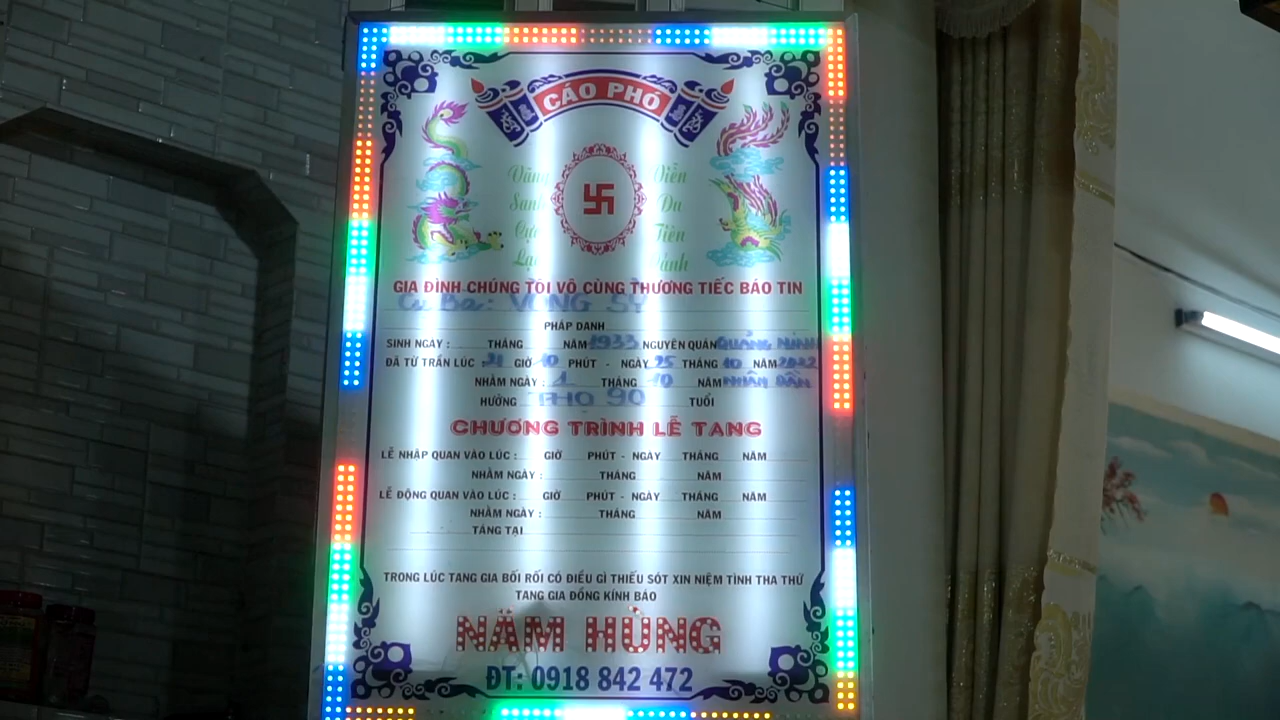 CÁO PHÓ
Vãng Viễn
Sanh Du
Cực Tiên
Lạc Cảnh
GIA ĐÌNH CHÚNG TÔI VÔ CÙNG THƯƠNG TIẾC BÁO TIN
Cụ Bà: VÒNG SY
PHÁP DANH
SINH NGÀY : THÁNG NĂM 1933 NGUYÊN QUÁN QUẢNG NINH
ĐÃ TỪ TRẦN LÚC : 21 GIỜ 10 PHÚT - NGÀY 25 THÁNG 10 NĂM 2022
NHẰM NGÀY : 1 THÁNG 10 NĂM NHÂM DẦN
HƯỞNG THỌ 90 TUỔI
CHƯƠNG TRÌNH LỄ TANG
LỄ NHẬP QUAN VÀO LÚC : GIỜ PHÚT - NGÀY THÁNG NĂM
NHẰM NGÀY : THÁNG NĂM
LỄ ĐỘNG QUAN VÀO LÚC : GIỜ PHÚT - NGÀY THÁNG NĂM
NHẰM NGÀY : THÁNG NĂM
TÁNG TẠI
TRONG LÚC TANG GIA BỐI RỐI CÓ ĐIỀU GÌ THIẾU SÓT XIN NIỆM TÌNH THA THỨ
TANG GIA ĐỒNG KÍNH BÁO
NĂM HÙNG
ĐT: 0918 842 472